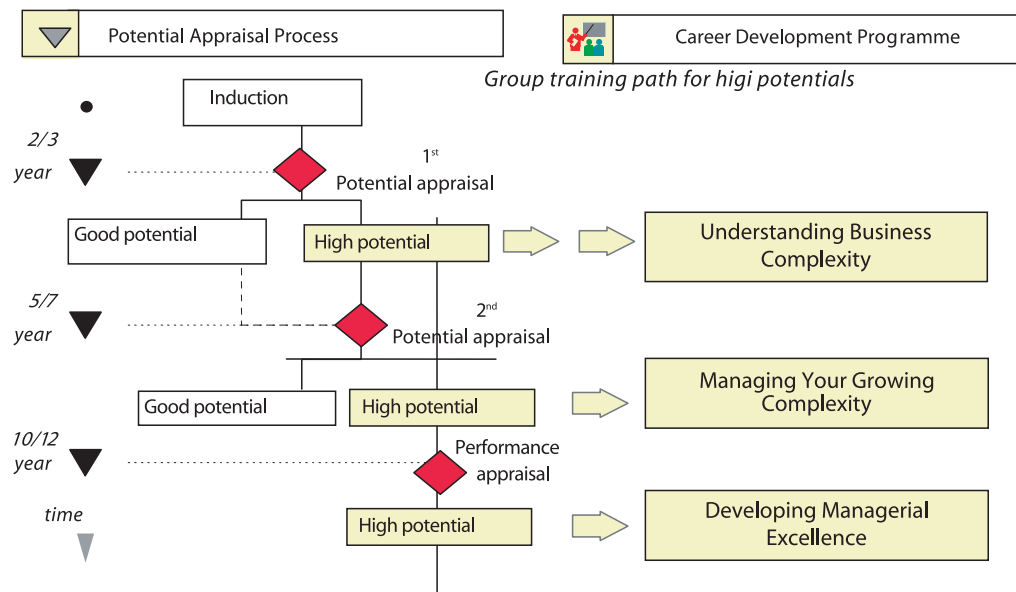 Potential Appraisal Process
Career Development Programme
Group training path for higi potentials
Induction
2/3
year
1st
Potential appraisal
Good potential
High potential
Understanding Business
Complexity
5/7
year
2nd
Potential appraisal
Good potential
High potential
Managing Your Growing
Complexity
10/12
year
Performance
appraisal
time
High potential
Developing Managerial
Excellence